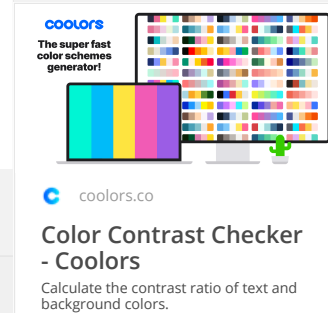 coolors
The super fast
color schemes
generator!
coolors.co
Color Contrast Checker
- Coolors
Calculate the contrast ratio of text and
background colors.